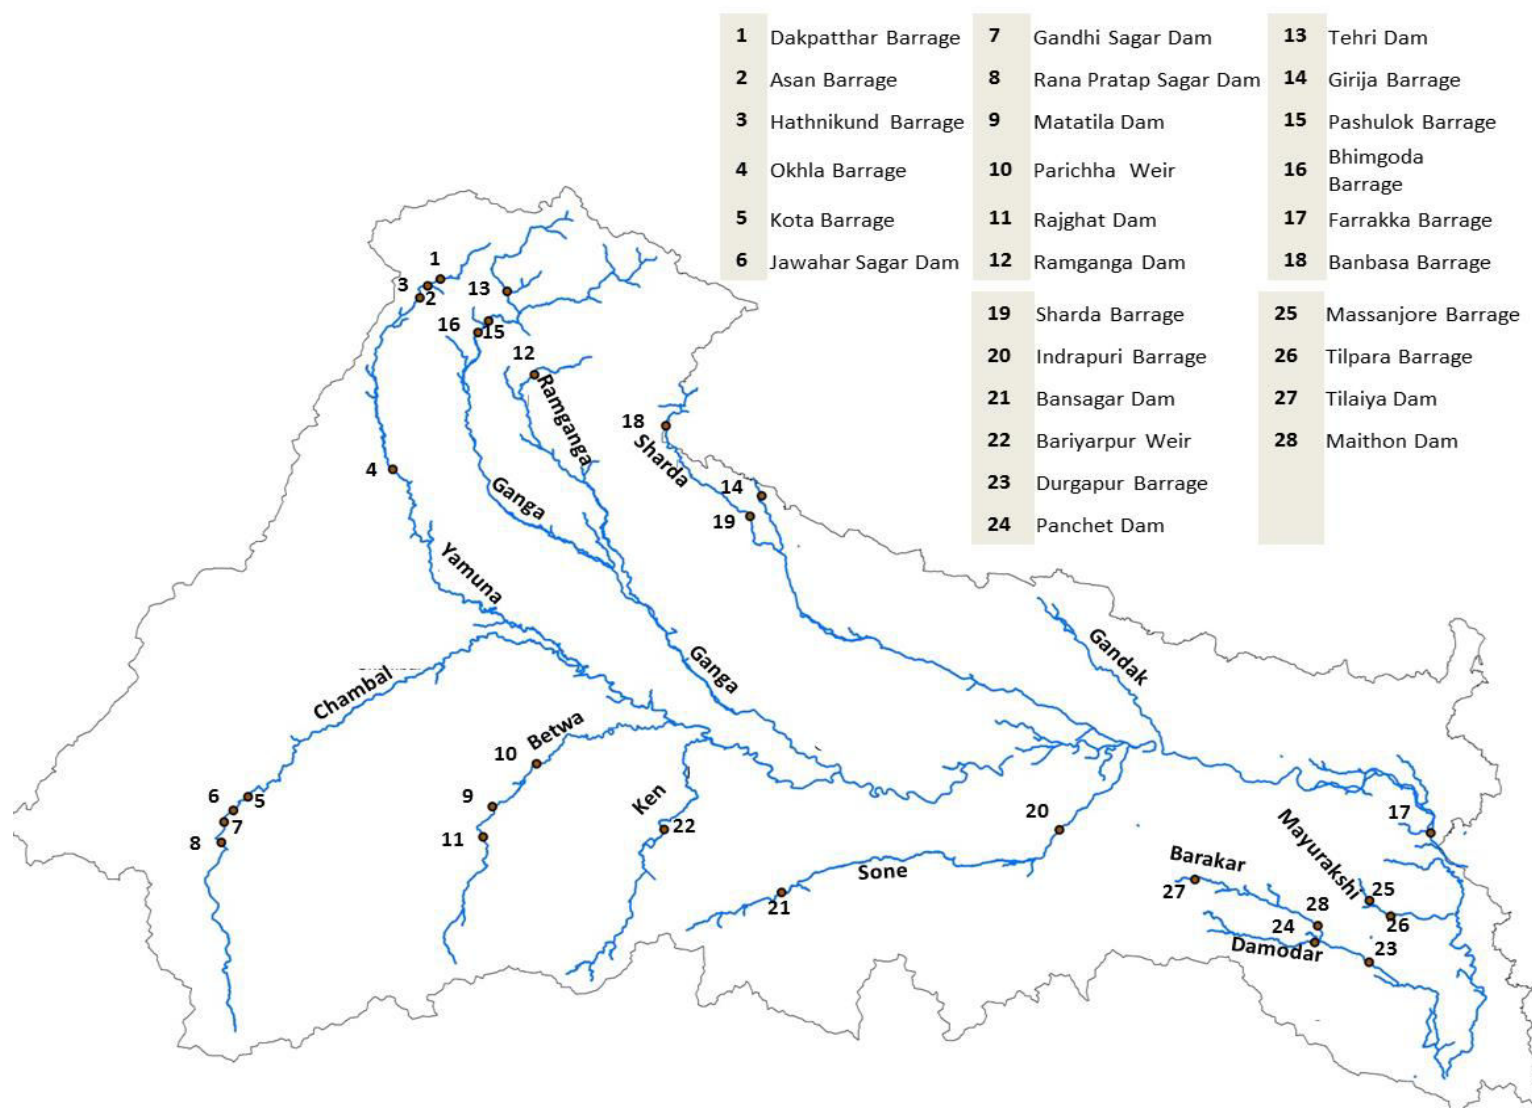 1 Dakpatthar Barrage
2 Asan Barrage
3 Hathnikund Barrage
4 Okhla Barrage
5 Kota Barrage
6 Jawahar Sagar Dam
7 Gandhi Sagar Dam
8 Rana Pratap Sagar Dam
9 Matatila Dam
10 Parichha Weir
11 Rajghat Dam
12 Ramganga Dam
13 Tehri Dam
14 Girija Barrage
15 Pashulok Barrage
16 Bhimgoda
Barrage
17 Farrakka Barrage
18 Banbasa Barrage
19 Sharda Barrage
20 Indrapuri Barrage
21 Bansagar Dam
22 Bariyarpur Weir
23 Durgapur Barrage
24 Panchet Dam
25 Massanjore Barrage
26 Tilpara Barrage
27 Tilaiya Dam
28 Maithon Dam
1
3
2
13
16
15
12
Ramganga
18
Sharda
4
14
Ganga
19
Yamuna
Gandak
Ganga
Chambal
Betwa
10
6
5
9
Ken
7
22
20
17
8
11
Mayurakshi
Barakar
Sone
27
25
21
28
26
24
Damodar
23